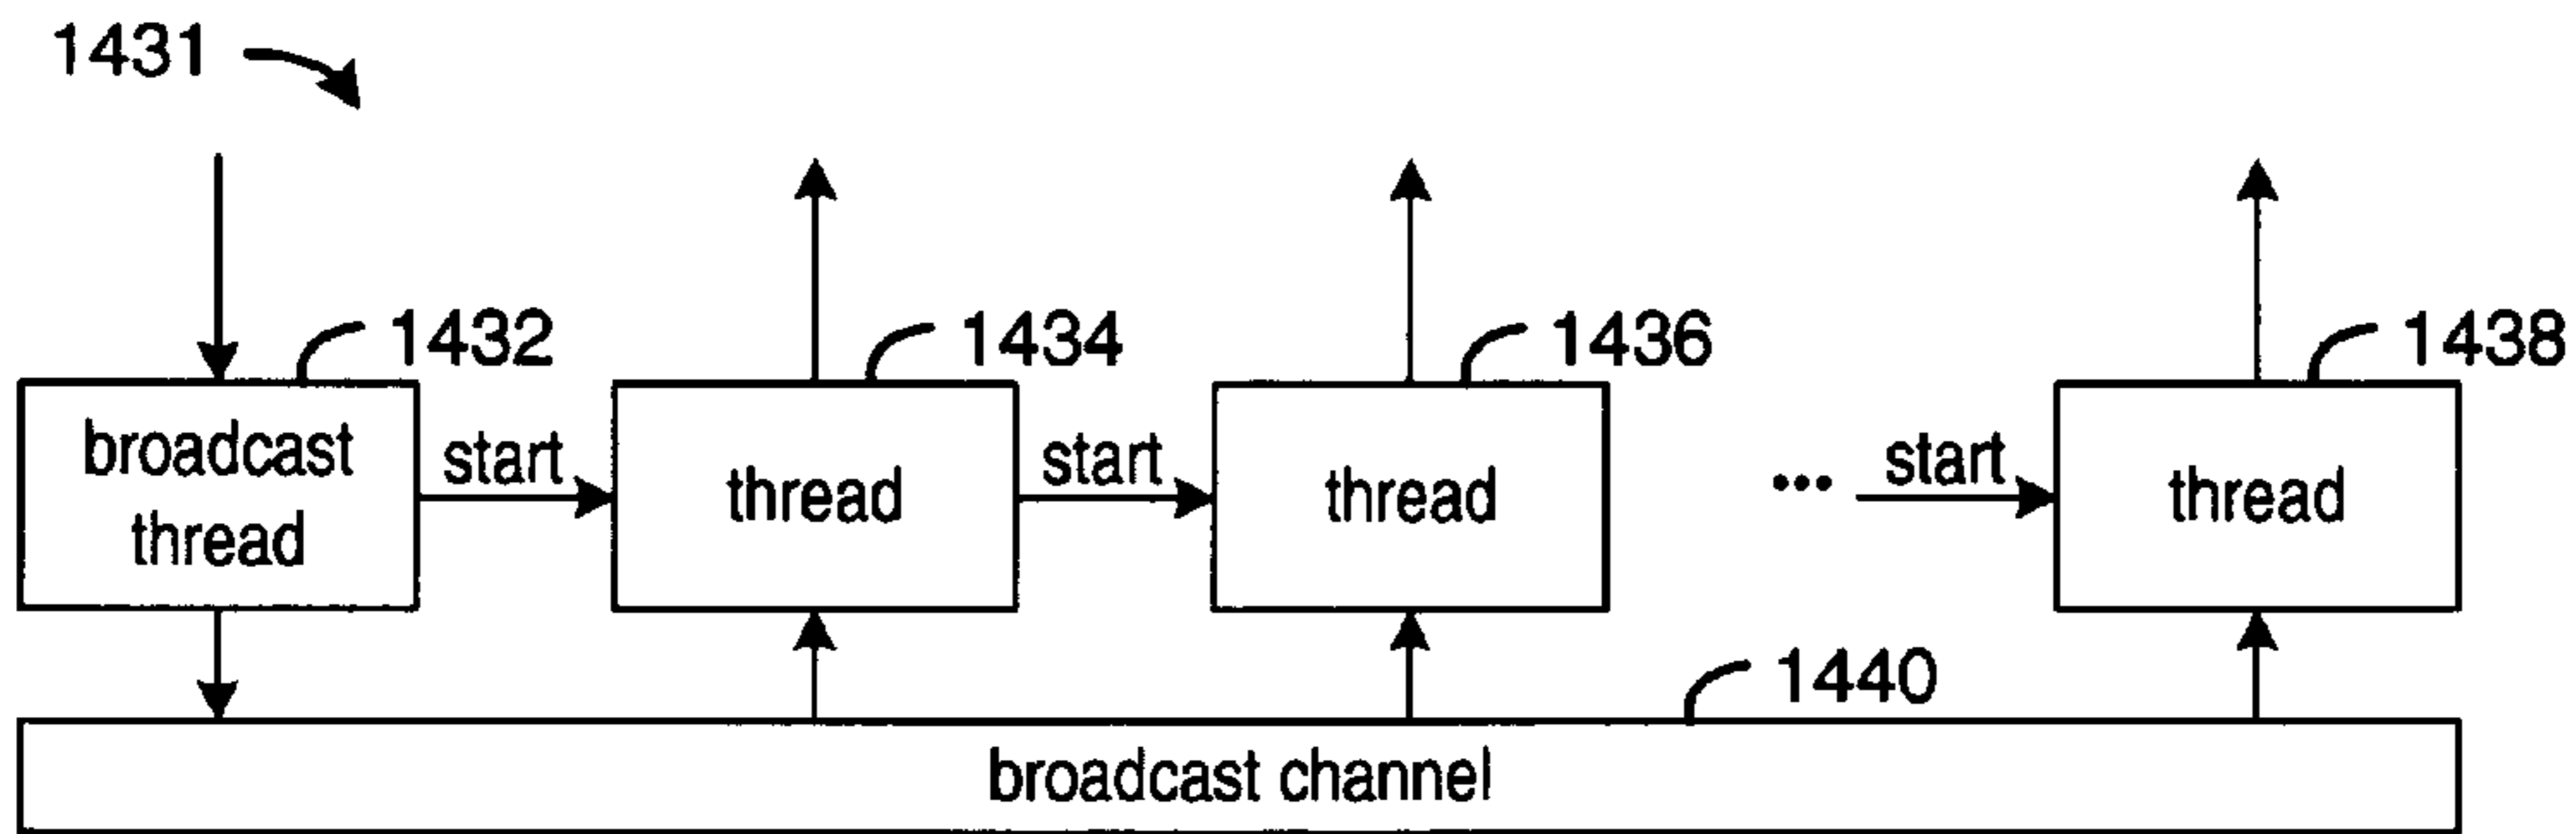 1431
1432
1434
1436
1438
broadcast
thread
start
thread
start
thread
...
start
thread
1440
broadcast channel